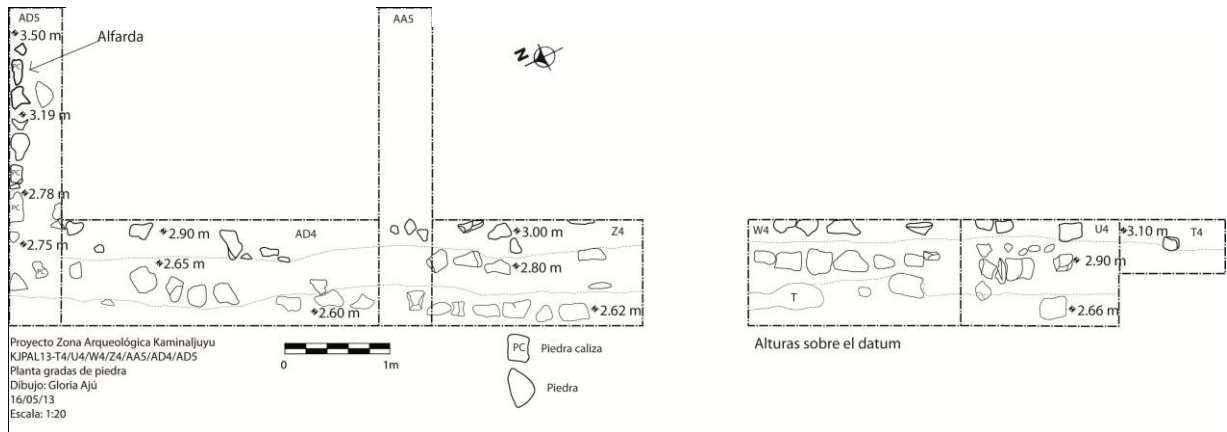 AD5
3.50 m
Alfarda
PC
3.19 m
PC
2.78 m
PC
2.75 m
PC
AA5
N
2.90 m
AD4
2.65 m
2.60 m
3.00 m
Z4
2.80 m
2.62 m
W4
T
U4
3.10 m
T4
2.90 m
2.66 m
Alturas sobre el datum
Proyecto Zona Arqueológica Kaminaljuyu
KJPAL13-T4/U4/W4/Z4/AA5/AD4/AD5
Planta gradas de piedra
Dibujo: Gloria Ajú
16/05/13
Escala: 1:20
0 1m
PC Piedra caliza
Piedra